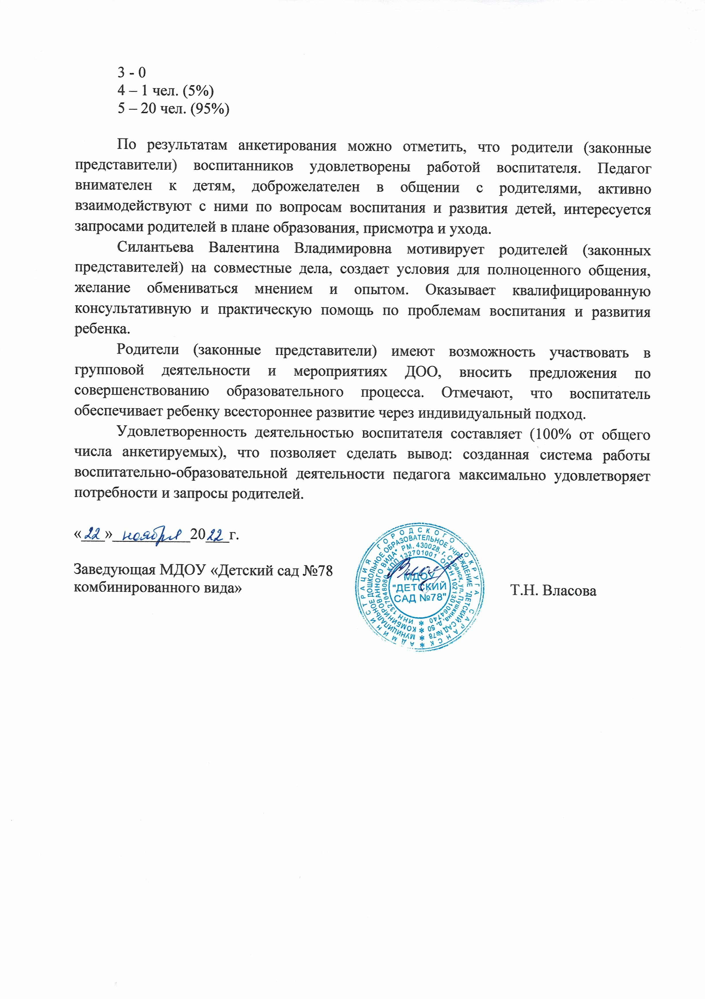 3 - 0
4 – 1 чел. (5%)
5 – 20 чел. (95%)
По результатам анкетирования можно отметить, что родители (законные
представители) воспитанников удовлетворены работой воспитателя. Педагог
внимателен к детям, доброжелателен в общении с родителями, активно
взаимодействуют с ними по вопросам воспитания и развития детей, интересуется
запросами родителей в плане образования, присмотра и ухода.
Силантьева Валентина Владимировна мотивирует родителей (законных
представителей) на совместные дела, создает условия для полноценного общения,
желание обмениваться мнением и опытом. Оказывает квалифицированную
консультативную и практическую помощь по проблемам воспитания и развития
ребенка.
Родители (законные представители) имеют возможность участвовать в
групповой деятельности и мероприятиях ДОО, вносить предложения по
совершенствованию образовательного процесса. Отмечают, что воспитатель
обеспечивает ребенку всестороннее развитие через индивидуальный подход.
Удовлетворенность деятельностью воспитателя составляет (100% от общего
числа анкетируемых), что позволяет сделать вывод: созданная система работы
воспитательно-образовательной деятельности педагога максимально удовлетворяет
потребности и запросы родителей.
«22» ноября 2022 г.
Заведующая МДОУ «Детский сад №78
комбинированного вида»
Т.Н. Власова
АДМИНИСТРАЦИЯ ГОРОДСКОГО ОКРУГА САРАНСК
МУНИЦИПАЛЬНОЕ ДОШКОЛЬНОЕ ОБРАЗОВАТЕЛЬНОЕ УЧРЕЖДЕНИЕ "ДЕТСКИЙ САД №78
КОМБИНИРОВАННОГО ВИДА" РМ, 430028, г. Саранск, ул. Пушкина, д. 50
ИНН 1327048080 КПП 132701001 ОГРН 1021301064740
МДОУ
"ДЕТСКИЙ
САД №78"